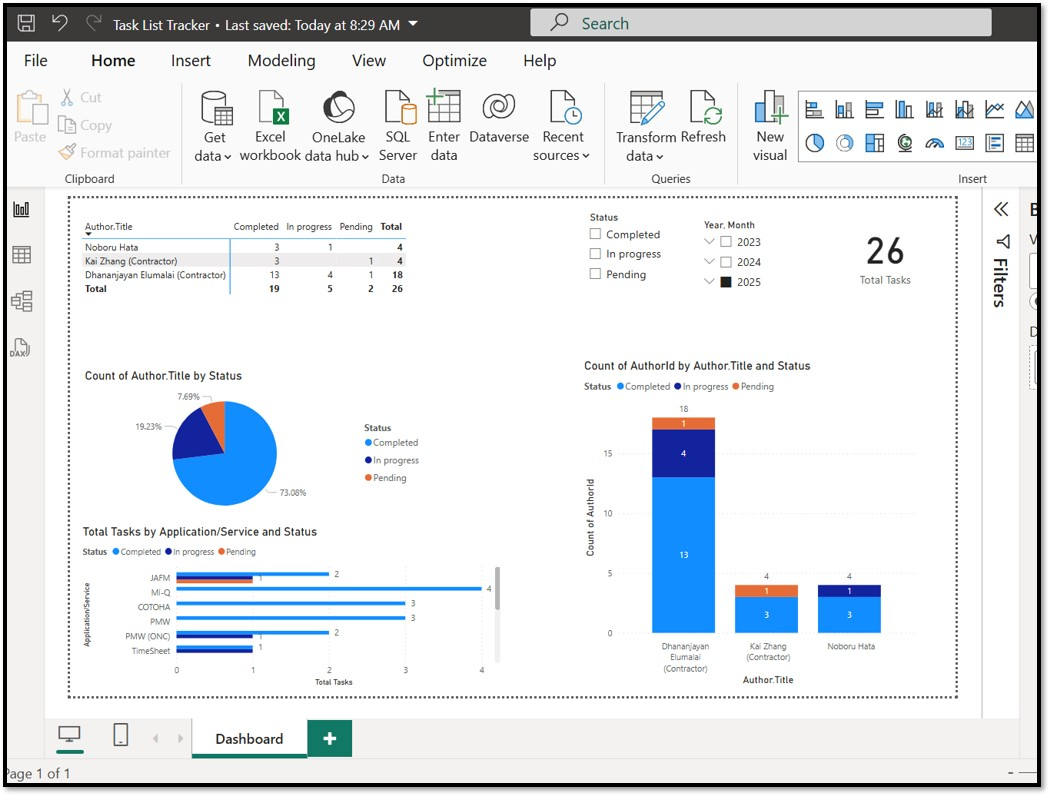 Task List Tracker • Last saved: Today at 8:29 AM
Search
File Home Insert Modeling View Optimize Help
Paste
Cut
Copy
Format painter
Clipboard
Get data
Excel workbook
OneLake data hub
SQL Server
Enter data
Dataverse
Recent sources
Data
Transform data
Refresh
Queries
New visual
123
Insert
DAX
Author.Title Completed In progress Pending Total
Noboru Hata 3 1 4
Kai Zhang (Contractor) 3 1 4
Dhananjayan Elumalai (Contractor) 13 4 1 18
Total 19 5 2 26
Status
Completed
In progress
Pending
Year, Month
2023
2024
2025
26
Total Tasks
Filters
Count of Author.Title by Status
7.69%
19.23%
73.08%
Status
Completed
In progress
Pending
Total Tasks by Application/Service and Status
Status Completed In progress Pending
Application/Service
JAFM 2 1
Mi-Q 4
COTOHA 3
PMW 3
PMW (ONC) 2 1
TimeSheet 1
0 1 2 3 4
Total Tasks
Count of AuthorId by Author.Title and Status
Status Completed In progress Pending
Count of AuthorId
15
10
5
0
18
1
4
13
4
1
3
4
1
3
Dhananjayan Elumalai (Contractor)
Kai Zhang (Contractor)
Noboru Hata
Author.Title
Dashboard
Page 1 of 1